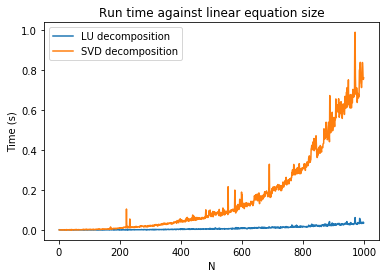 Run time against linear equation size
LU decomposition
SVD decomposition
1.0
0.8
0.6
0.4
0.2
0.0
Time (s)
0 200 400 600 800 1000
N